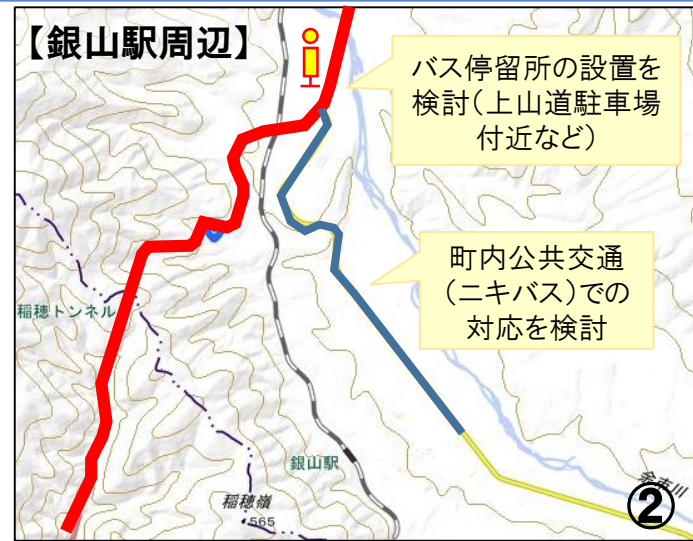 【銀山駅周辺】
バス停留所の設置を
検討(上山道駐車場
付近など)
町内公共交通
(ニキバス)での
対応を検討
稲穂トンネル
銀山駅
稲穂嶺
565
余市川
②